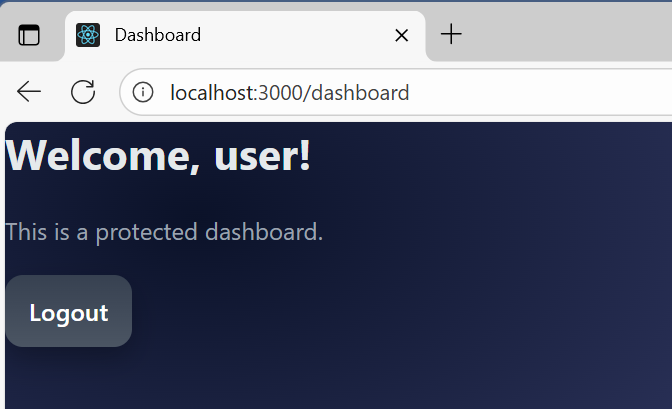 Dashboard
localhost:3000/dashboard
Welcome, user!
This is a protected dashboard.
Logout